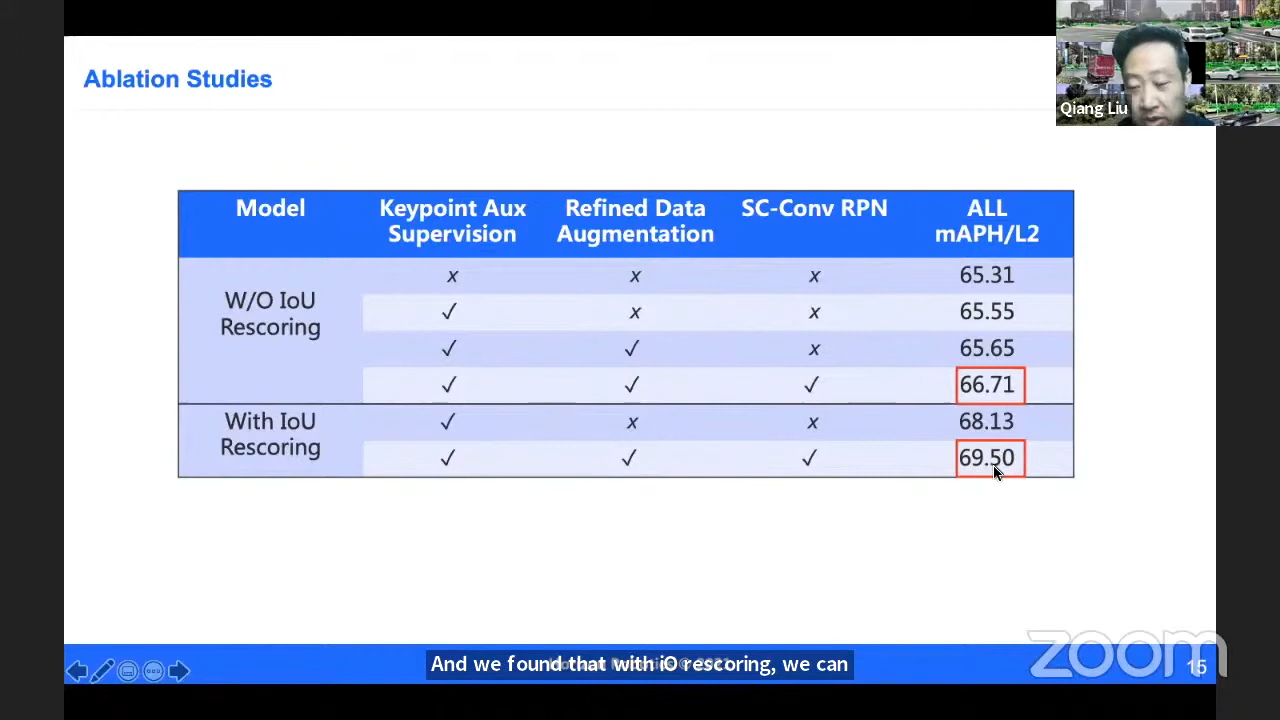 Ablation Studies
Qiang Liu
Model Keypoint Aux Supervision Refined Data Augmentation SC-Conv RPN ALL mAPH/L2
W/O IoU Rescoring x x x 65.31
✓ x x 65.55
✓ ✓ x 65.65
✓ ✓ ✓ 66.71
With IoU Rescoring ✓ x x 68.13
✓ ✓ ✓ 69.50
And we found that with iO rescoring, we can
zoom
15